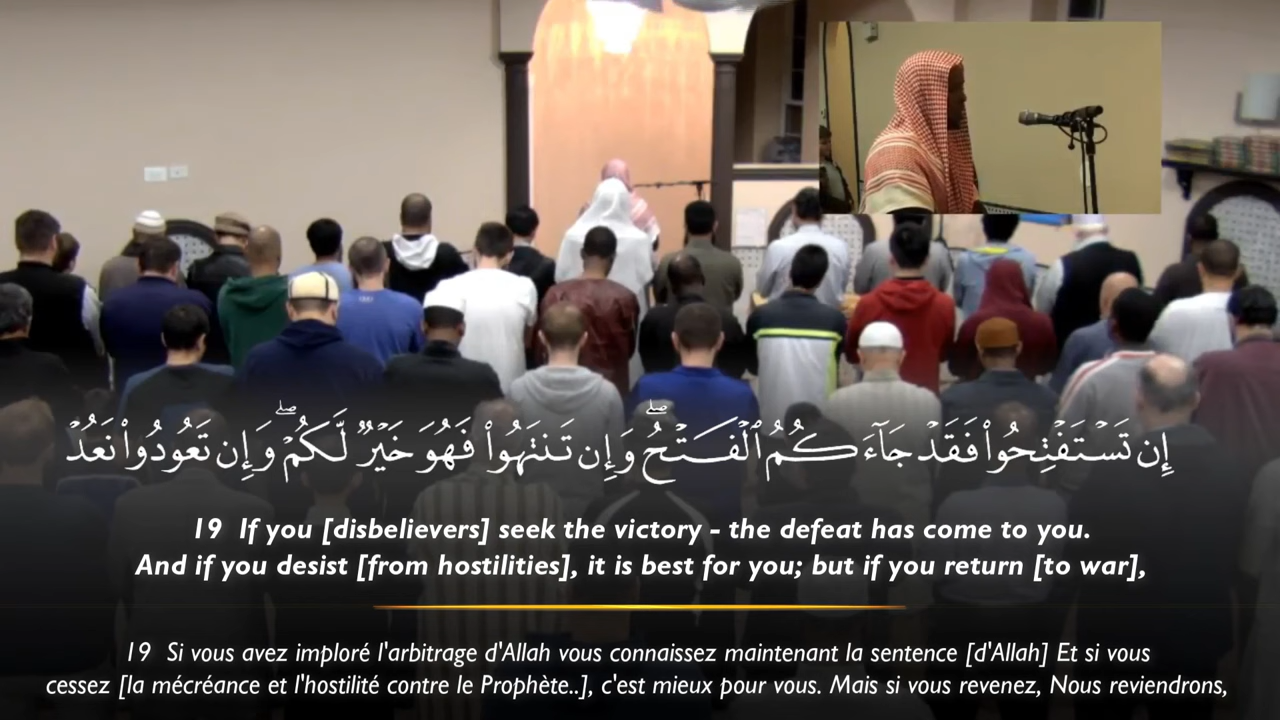 إِن تَسْتَفْتِحُوا۟ فَقَدْ جَآءَكُمُ ٱلْفَتْحُ ۖ وَإِن تَنتَهُوا۟ فَهُوَ خَيْرٌ لَّكُمْ ۖ وَإِن تَعُودُوا۟ نَعُدْ
19 If you [disbelievers] seek the victory - the defeat has come to you.
And if you desist [from hostilities], it is best for you; but if you return [to war],
19 Si vous avez imploré l'arbitrage d'Allah vous connaissez maintenant la sentence [d'Allah] Et si vous
cessez [la mécréance et l'hostilité contre le Prophète..], c'est mieux pour vous. Mais si vous revenez, Nous reviendrons,